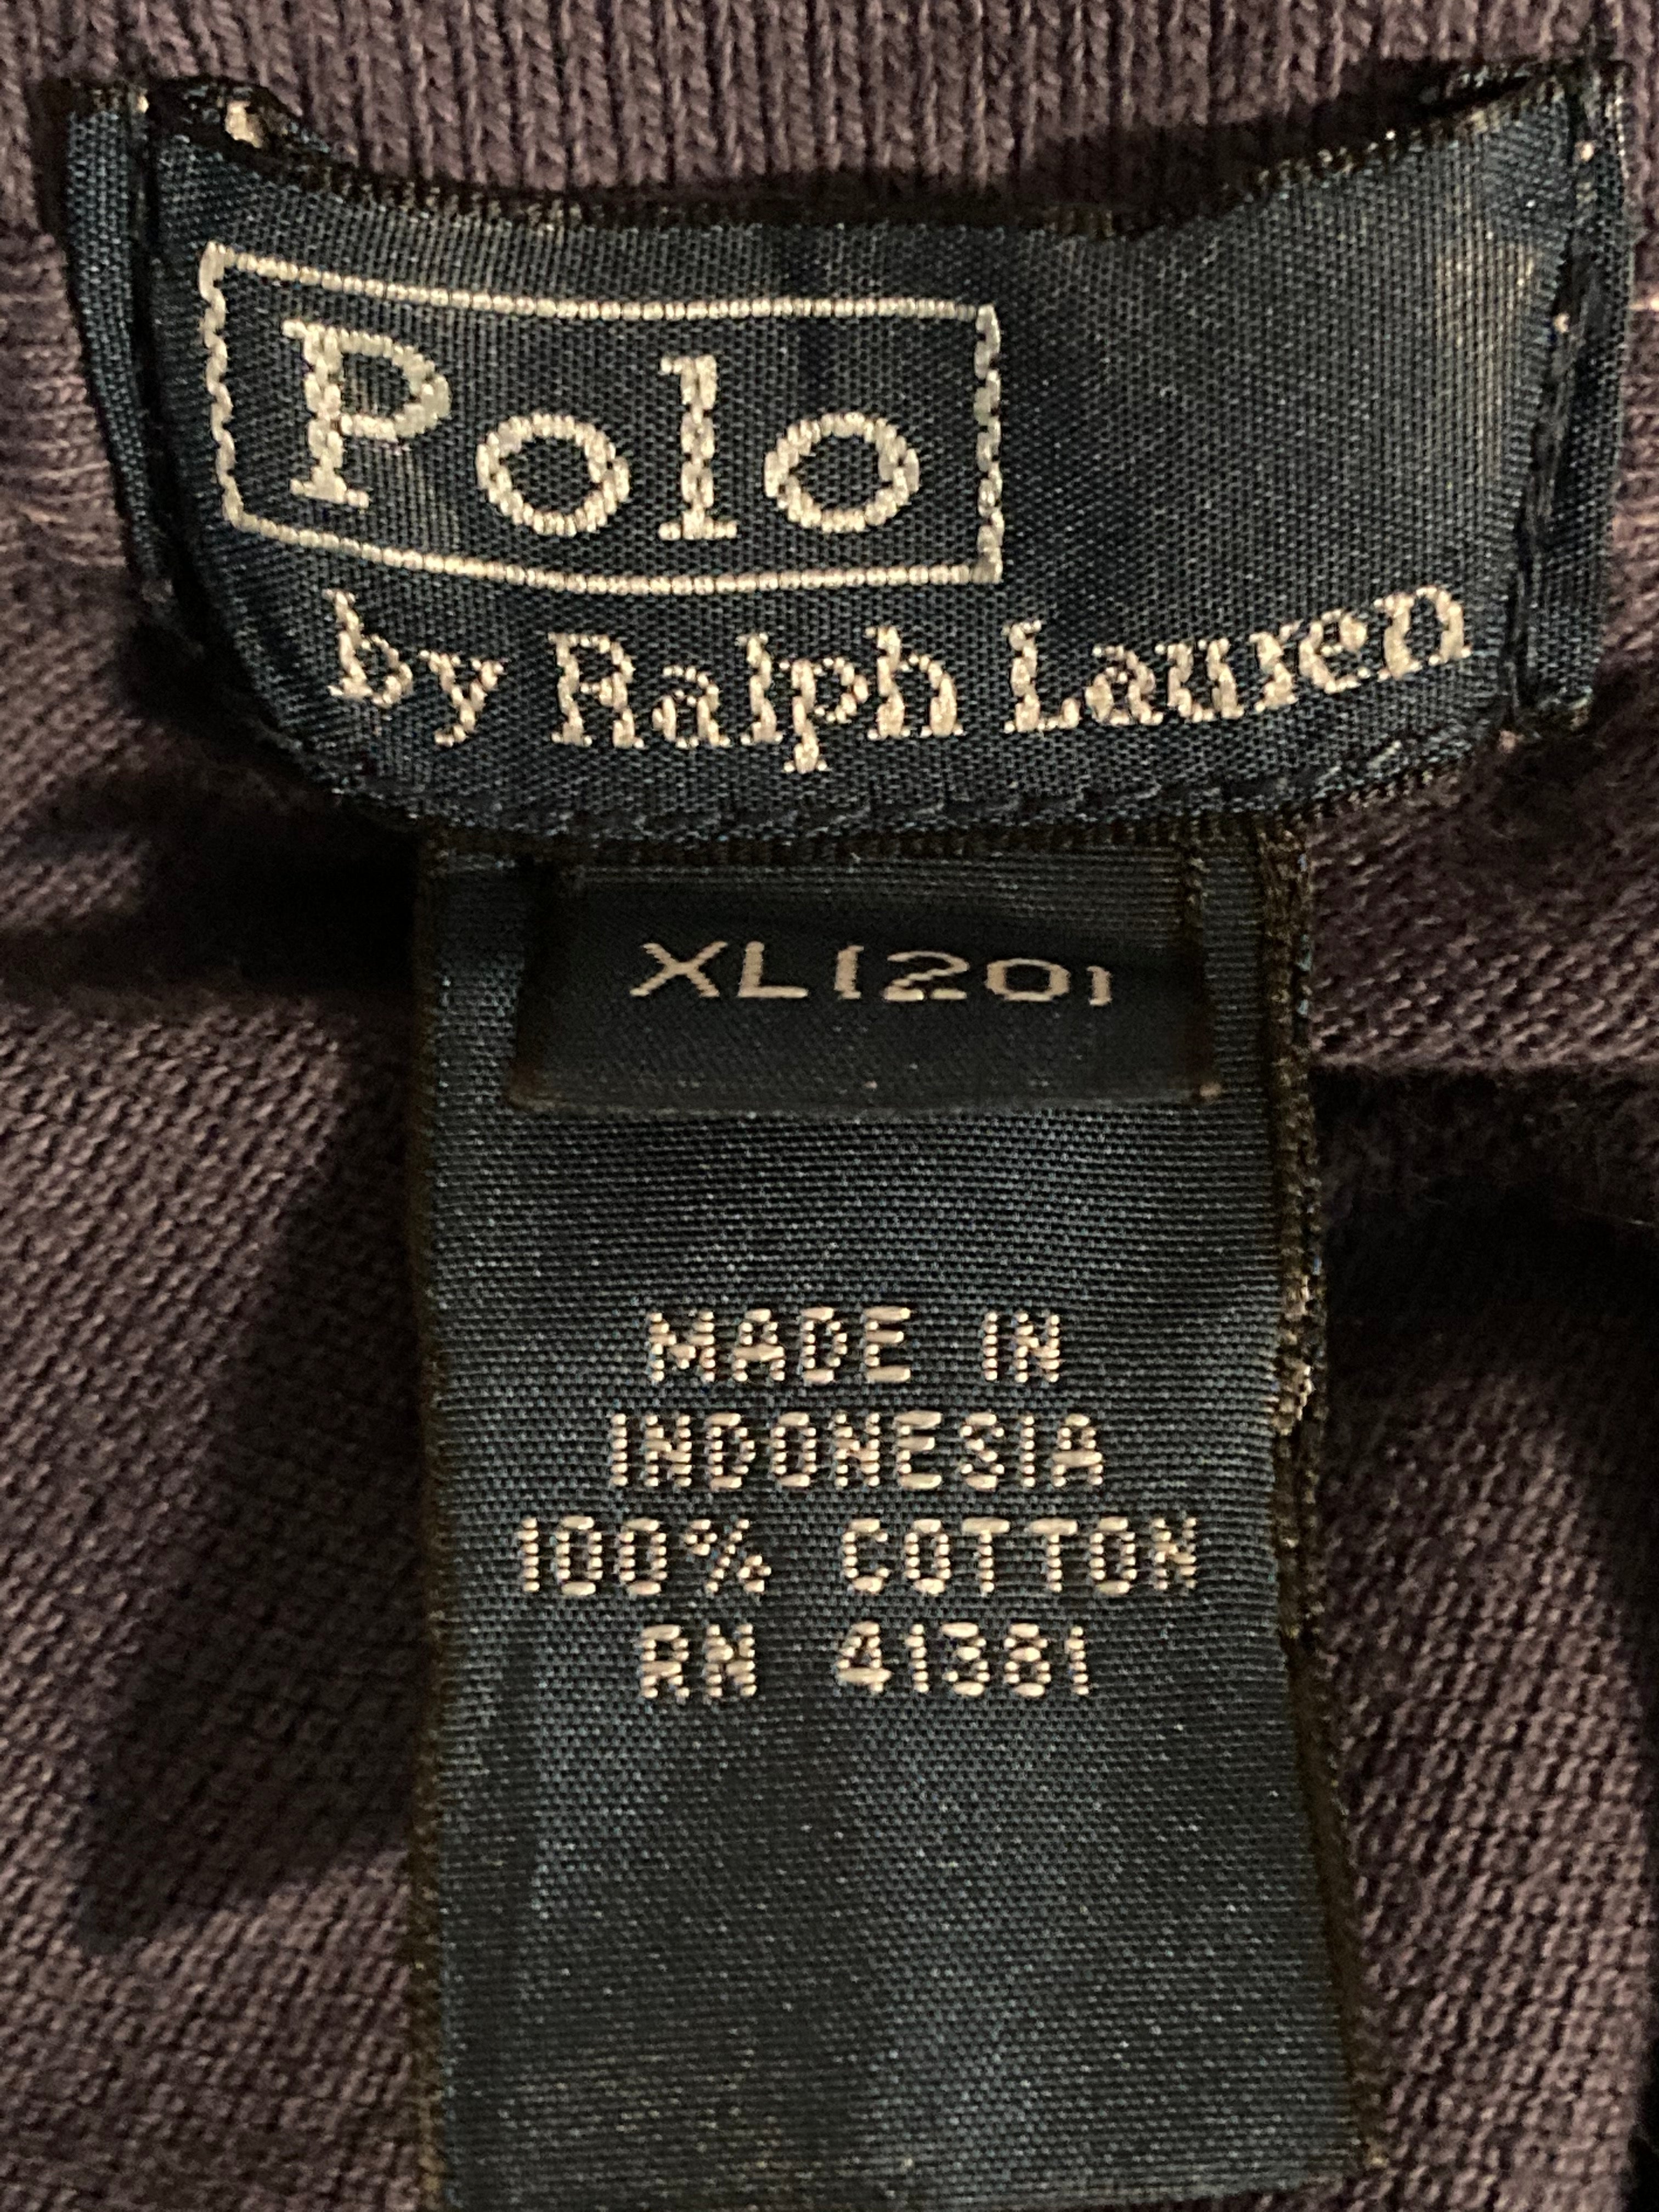 Polo
by Ralph Lauren
XL(20)
MADE IN
INDONESIA
100% COTTON
RN 41381